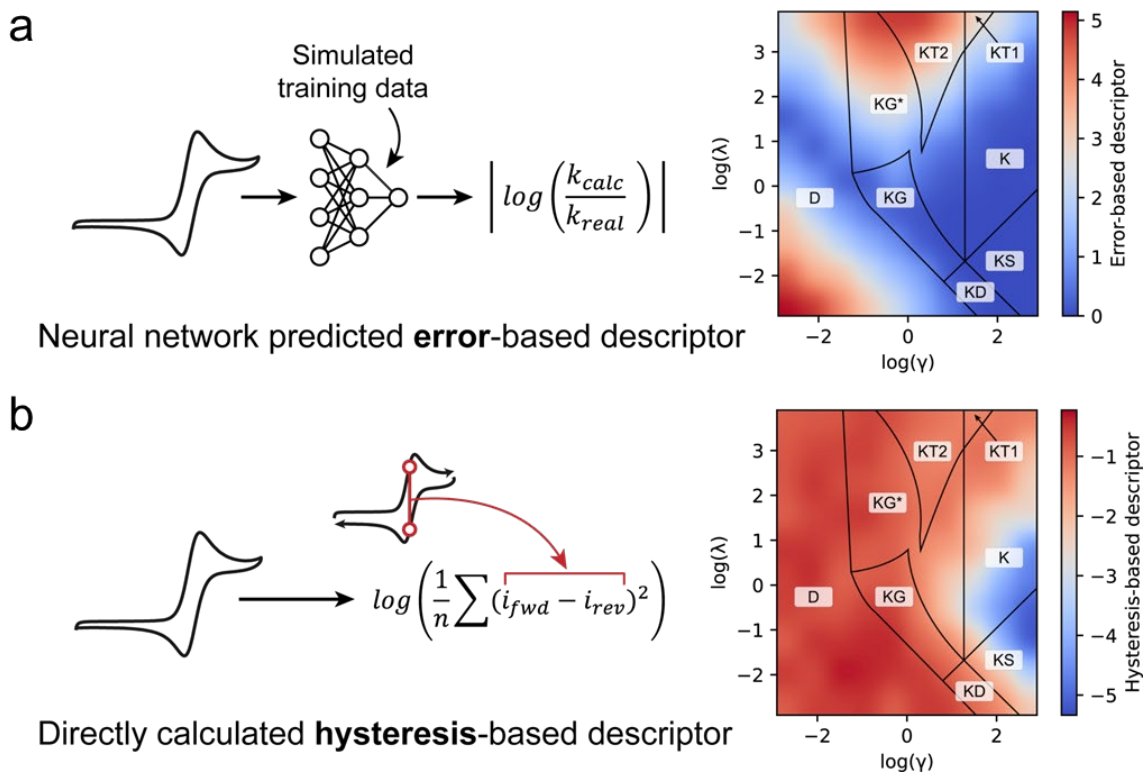 a
Simulated
training data
| log ( k_calc / k_real ) |
Neural network predicted error-based descriptor
log(λ)
3
2
1
0
−1
−2
−2
0
2
log(γ)
KT2
KT1
KG*
K
D
KG
KS
KD
5
4
3
2
1
0
Error-based descriptor
b
log ( 1/n ∑ (i_fwd − i_rev)² )
Directly calculated hysteresis-based descriptor
log(λ)
3
2
1
0
−1
−2
−2
0
2
log(γ)
KT2
KT1
KG*
K
D
KG
KS
KD
−1
−2
−3
−4
−5
Hysteresis-based descriptor